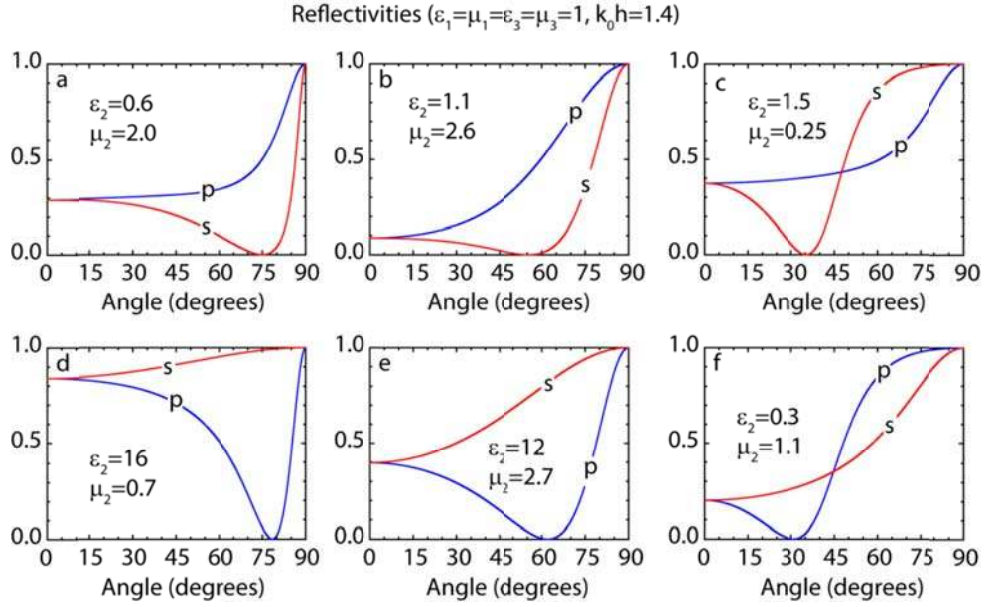 Reflectivities (ε₁=μ₁=ε₃=μ₃=1, k₀h=1.4)
a
ε₂=0.6
μ₂=2.0
p
s
1.0
0.5
0.0
0 15 30 45 60 75 90
Angle (degrees)
b
ε₂=1.1
μ₂=2.6
p
s
1.0
0.5
0.0
0 15 30 45 60 75 90
Angle (degrees)
c
ε₂=1.5
μ₂=0.25
s
p
1.0
0.5
0.0
0 15 30 45 60 75 90
Angle (degrees)
d
s
p
ε₂=16
μ₂=0.7
1.0
0.5
0.0
0 15 30 45 60 75 90
Angle (degrees)
e
s
ε₂=12
μ₂=2.7
p
1.0
0.5
0.0
0 15 30 45 60 75 90
Angle (degrees)
f
p
ε₂=0.3
μ₂=1.1
s
1.0
0.5
0.0
0 15 30 45 60 75 90
Angle (degrees)